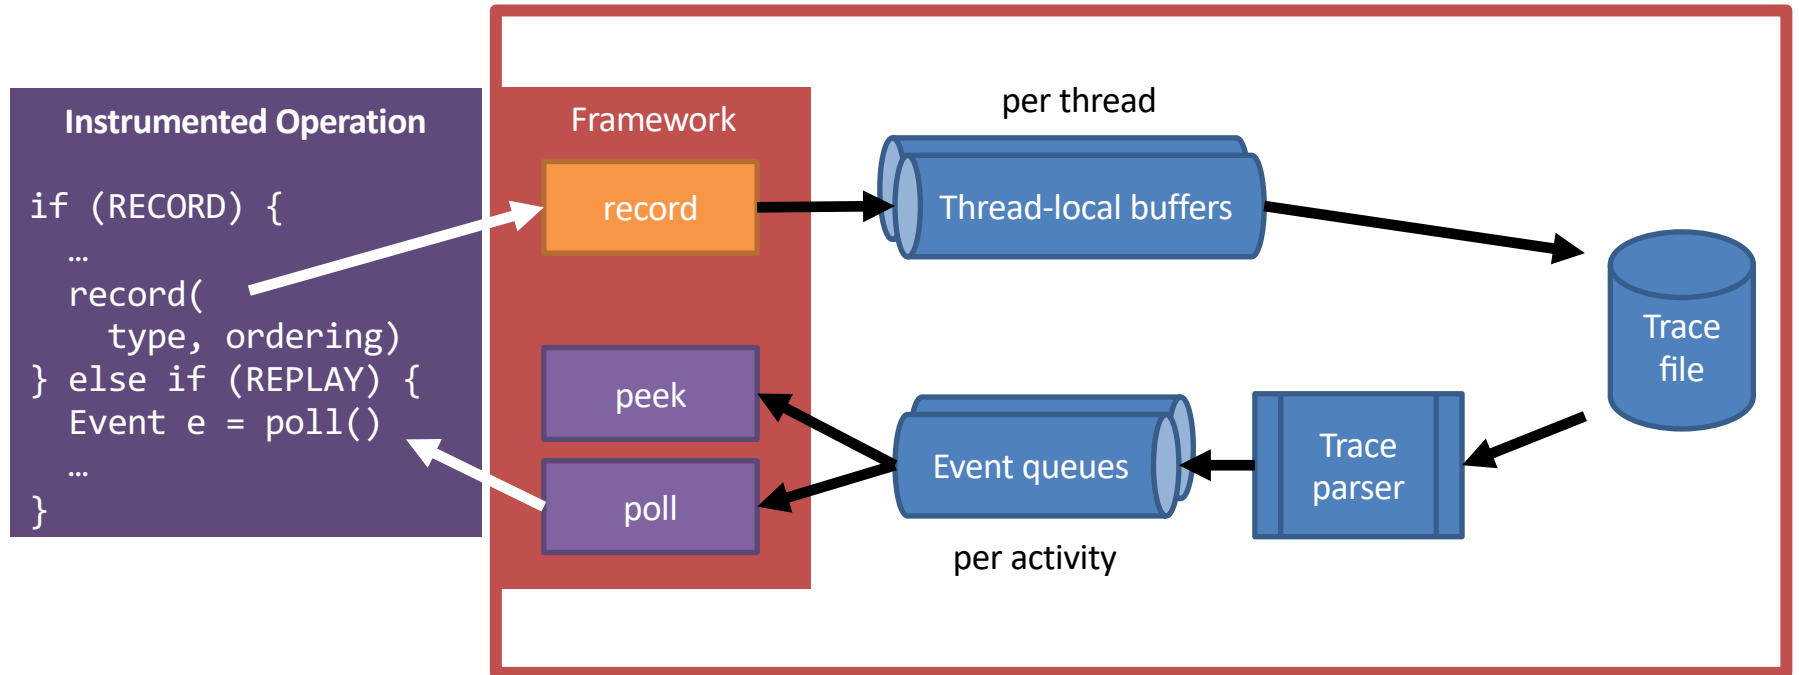 Instrumented Operation
if (RECORD) {
…
record(
type, ordering)
} else if (REPLAY) {
Event e = poll()
…
}
Framework
record
peek
poll
per thread
Thread-local buffers
Trace
file
Trace
parser
Event queues
per activity